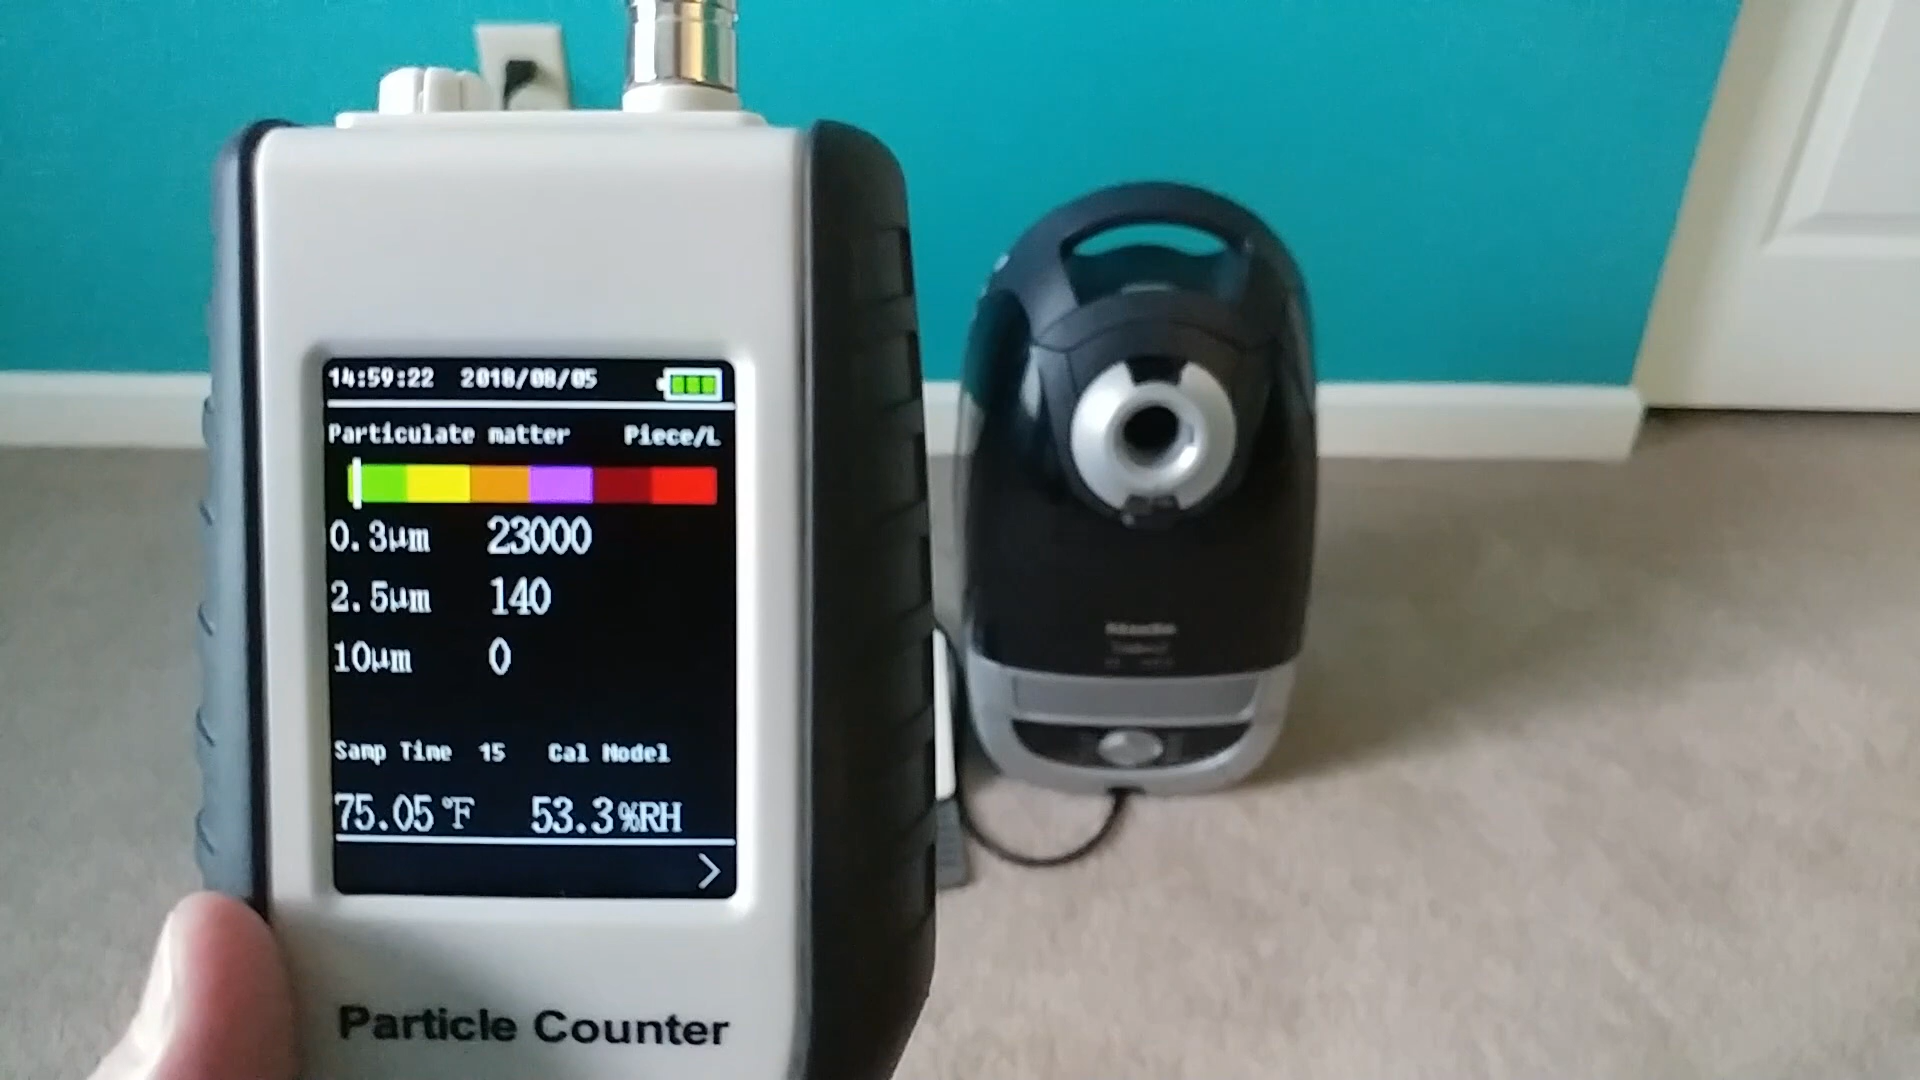 14:59:22 2018/08/05
Particulate matter Piece/L
0.3μm 23000
2.5μm 140
10μm 0
Samp Time 15 Cal Model
75.05℉ 53.3%RH
>
Particle Counter